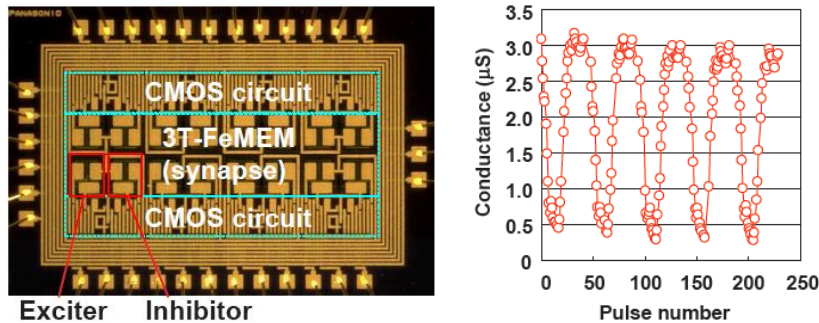 PANASONIC
CMOS circuit
3T-FeMEM
(synapse)
CMOS circuit
Exciter
Inhibitor
3.5
3.0
2.5
2.0
1.5
1.0
0.5
0
Conductance (μS)
0
50
100
150
200
250
Pulse number